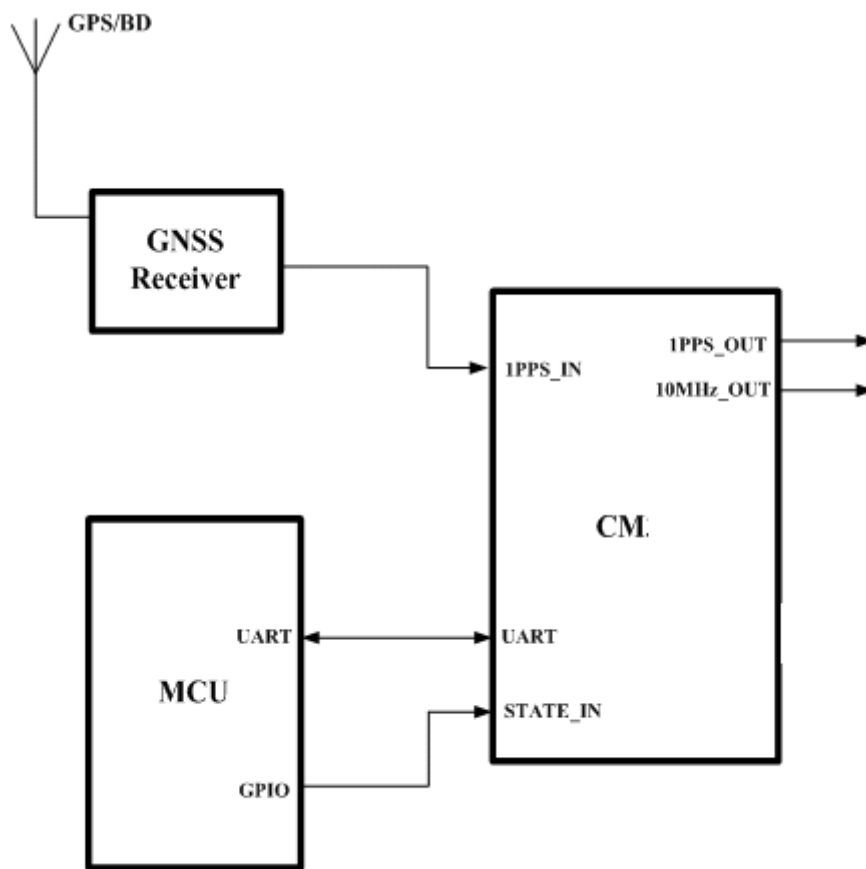 GPS/BD
GNSS
Receiver
1PPS_IN
1PPS_OUT
10MHz_OUT
UART
STATE_IN
MCU
UART
GPIO